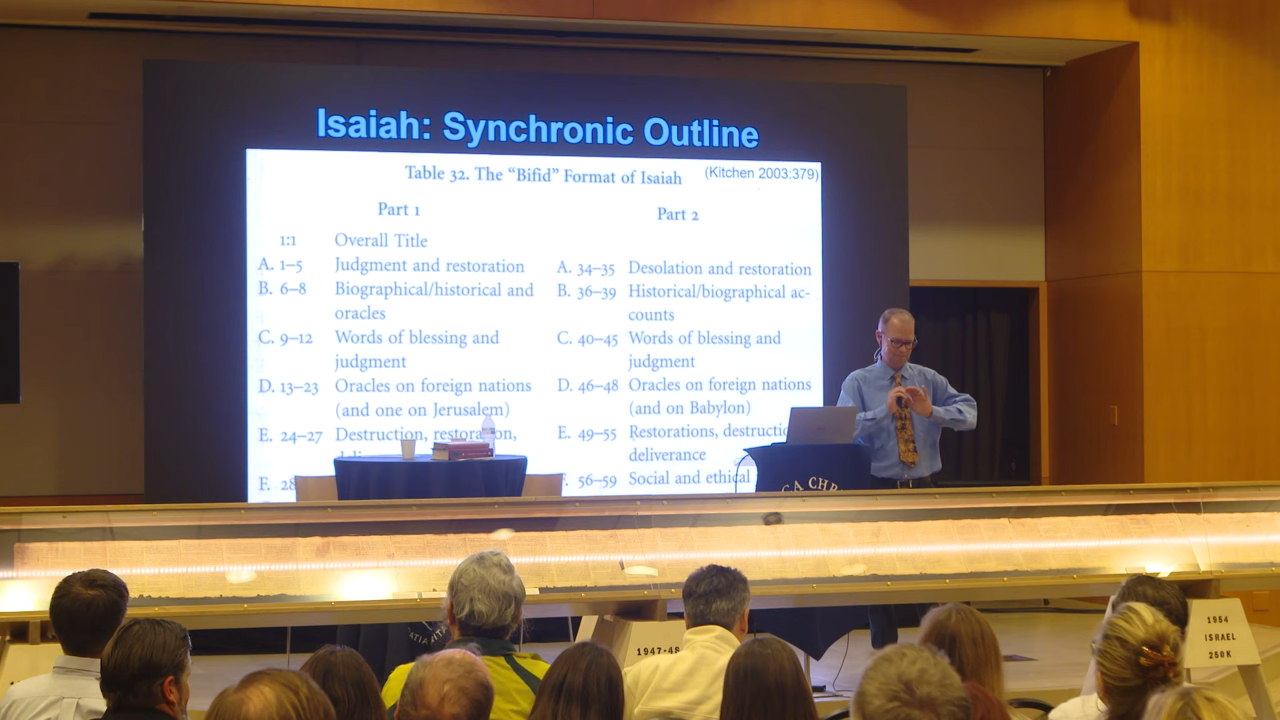 Isaiah: Synchronic Outline
Table 32. The “Bifid” Format of Isaiah
(Kitchen 2003:379)
Part 1
Part 2
1:1 Overall Title
A. 1–5 Judgment and restoration
A. 34–35 Desolation and restoration
B. 6–8 Biographical/historical and
oracles
B. 36–39 Historical/biographical ac-
counts
C. 9–12 Words of blessing and
judgment
C. 40–45 Words of blessing and
judgment
D. 13–23 Oracles on foreign nations
(and one on Jerusalem)
D. 46–48 Oracles on foreign nations
(and on Babylon)
E. 24–27 Destruction, restoration,
E. 49–55 Restorations, destructio
deliverance
F. 28
56–59 Social and ethical
CA CHR
1947-48
1954
ISRAEL
250K